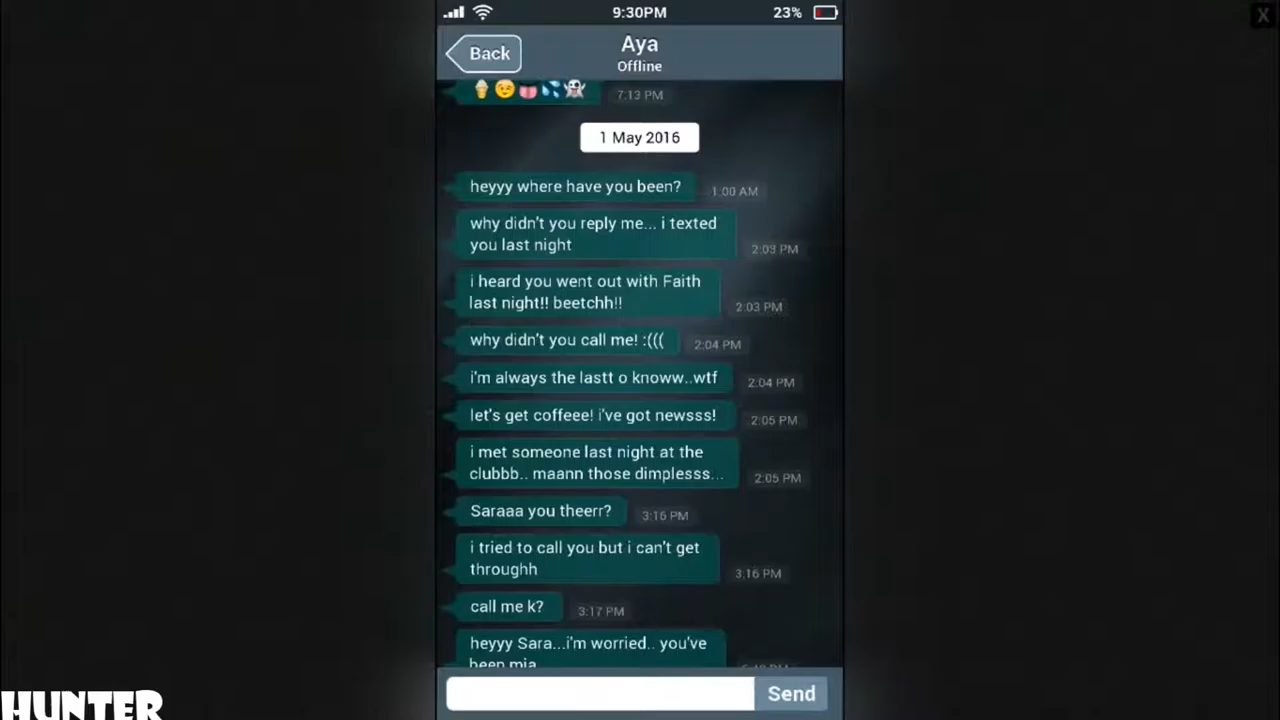 9:30PM
23%
X
Back
Aya
Offline
7:13 PM
1 May 2016
heyyy where have you been?
1:00 AM
why didn't you reply me... i texted
you last night
2:03 PM
i heard you went out with Faith
last night!! beetchh!!
2:03 PM
why didn't you call me! :(((
2:04 PM
i'm always the lastt o knoww..wtf
2:04 PM
let's get coffeee! i've got newsss!
2:05 PM
i met someone last night at the
clubbb.. maann those dimplesss...
2:05 PM
Saraaa you theerr?
3:16 PM
i tried to call you but i can't get
throughh
3:16 PM
call me k?
3:17 PM
heyyy Sara...i'm worried.. you've
been mia
Send
HUNTER